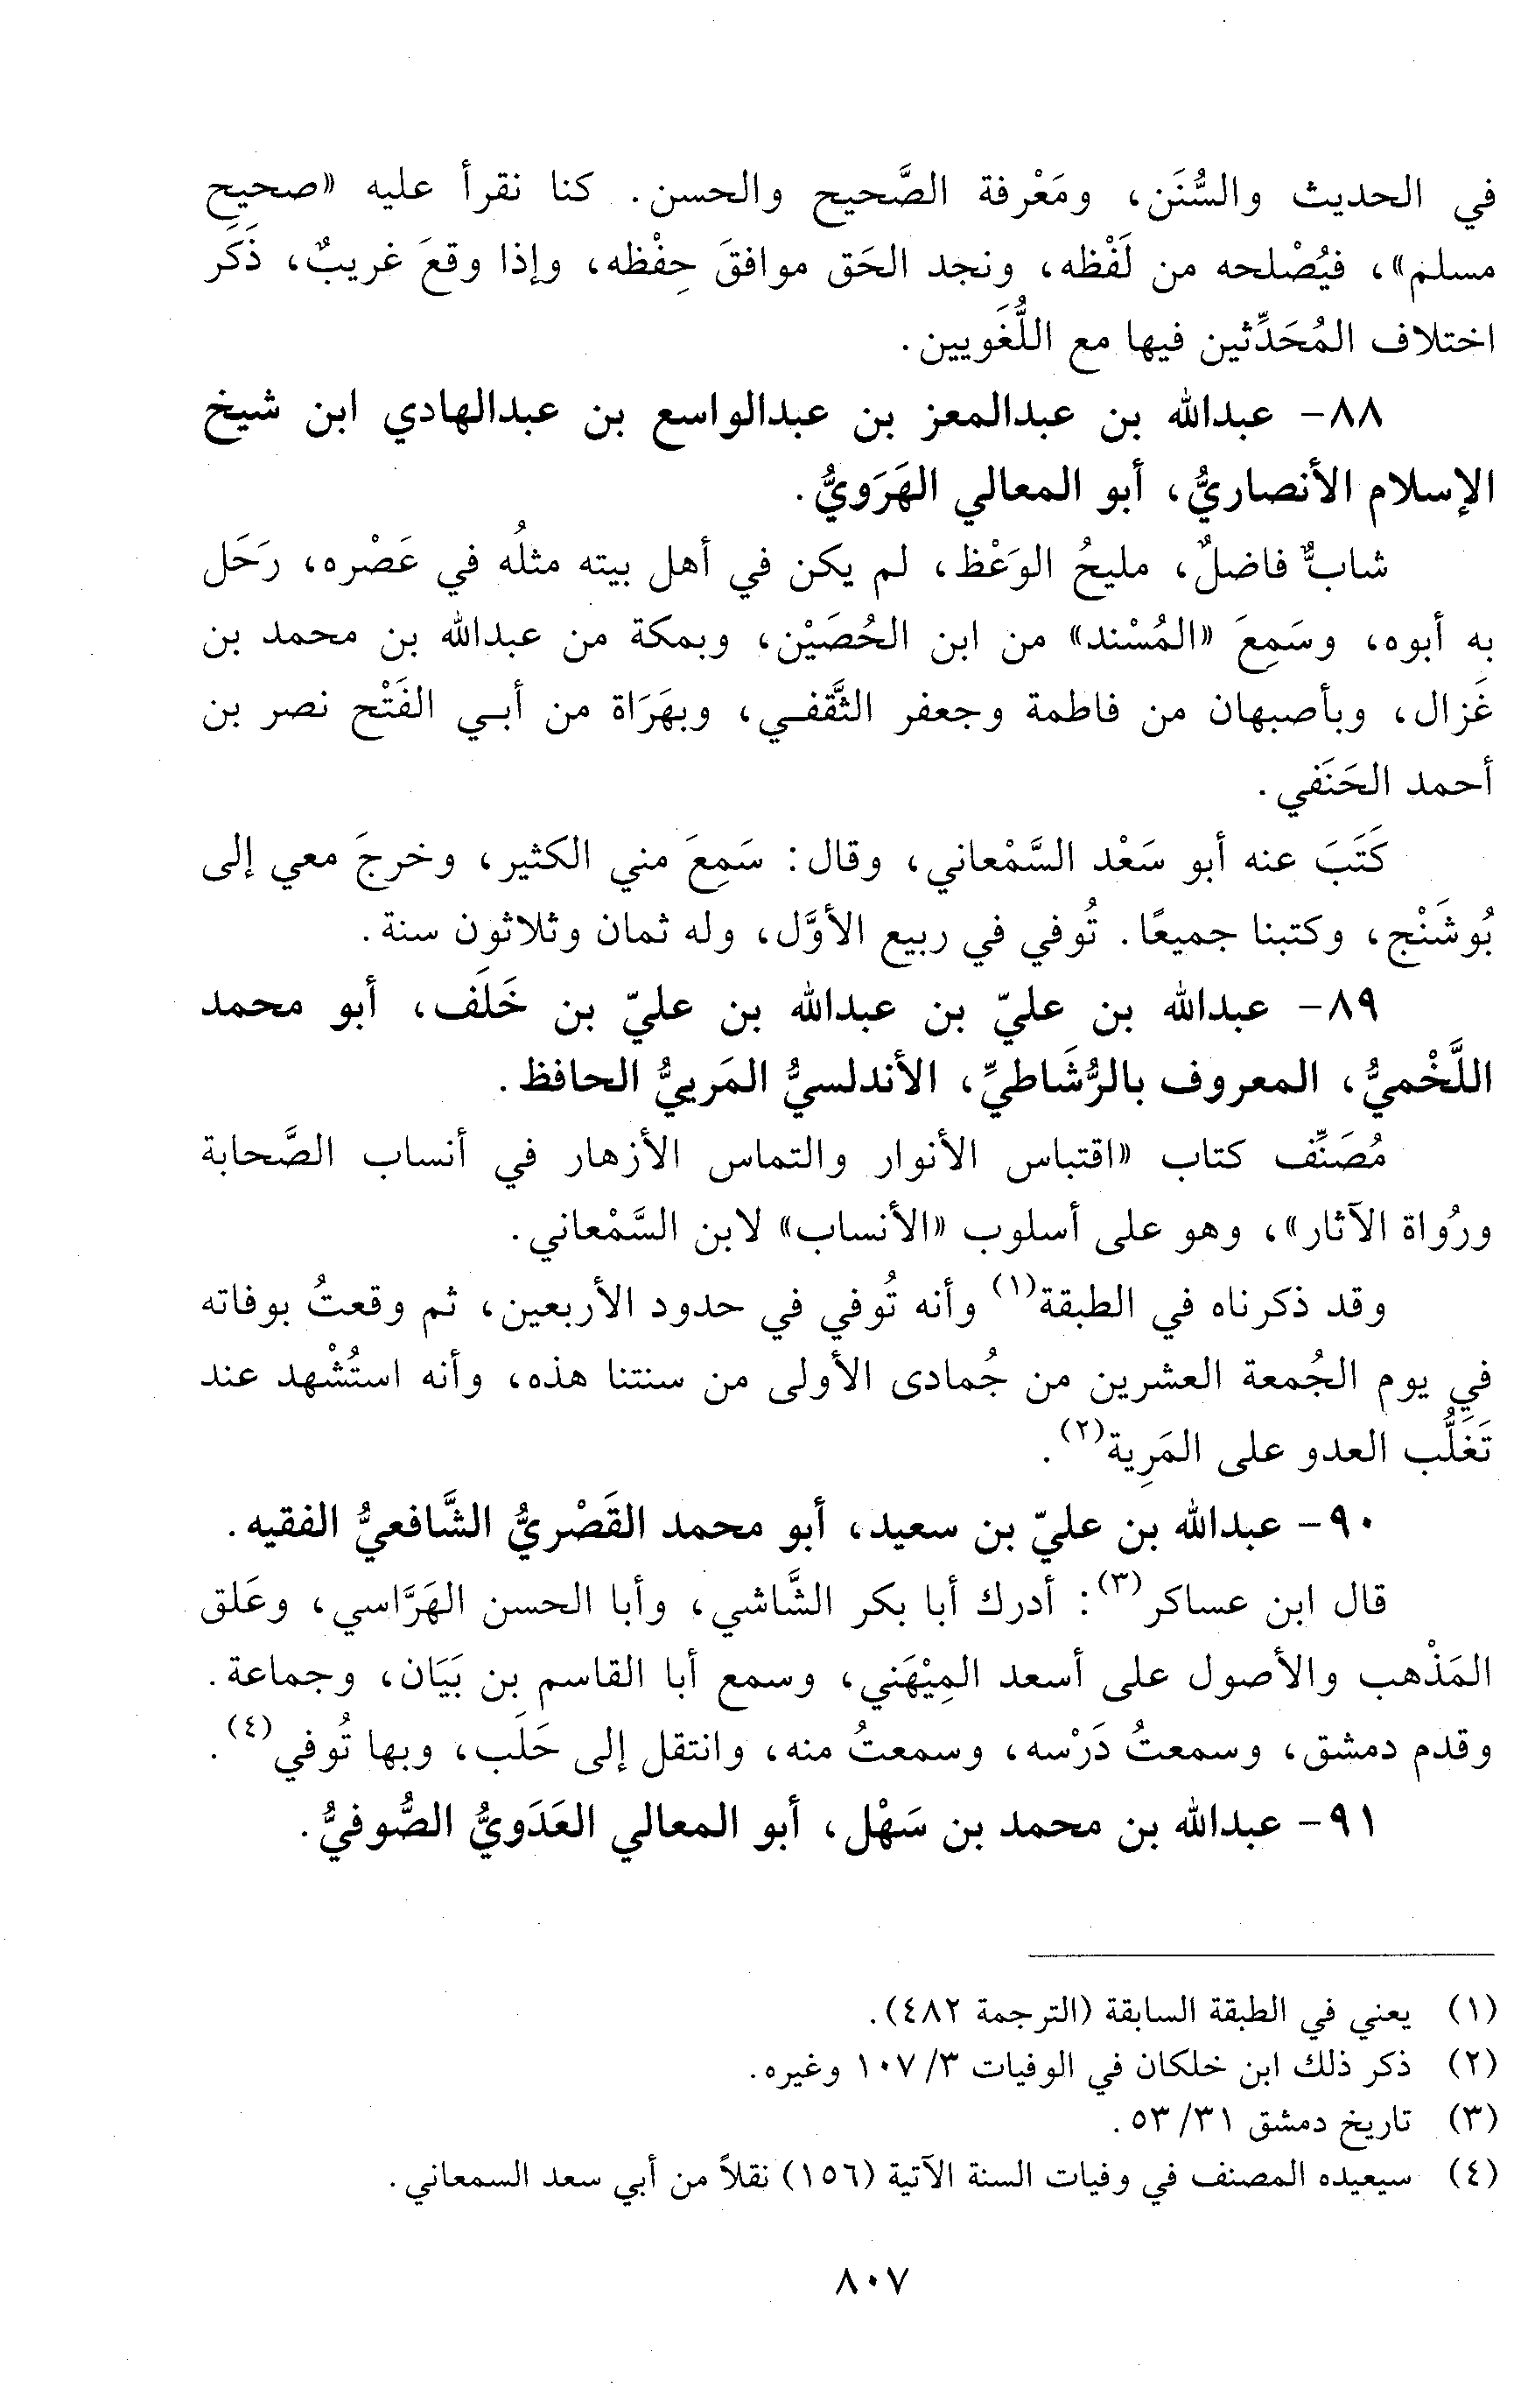 في الحديث والسُّنَن، ومَعْرفة الصَّحيح والحسن. كنا نقرأ عليه «صحيح
مسلم»، فيُصْلحه من لَفْظه، ونجد الحَق موافقَ حِفْظه، وإذا وقعَ غريبٌ، ذَكَر
اختلاف المُحَدِّثين فيها مع اللُّغَويين.
٨٨- عبدالله بن عبدالمعز بن عبدالواسع بن عبدالهادي ابن شيخ
الإسلام الأنصاريُّ، أبو المعالي الهَرَويُّ.
شابٌّ فاضلٌ، مليحُ الوَعْظ، لم يكن في أهل بيته مثلُه في عَصْره، رَحَل
به أبوه، وسَمِعَ «المُسْند» من ابن الحُصَيْن، وبمكة من عبدالله بن محمد بن
غَزال، وبأصبهان من فاطمة وجعفر الثَّقفي، وبهَرَاة من أبي الفَتْح نصر بن
أحمد الحَنَفي.
كَتَبَ عنه أبو سَعْد السَّمْعاني، وقال: سَمِعَ مني الكثير، وخرجَ معي إلى
بُوشَنْج، وكتبنا جميعًا. تُوفي في ربيع الأوَّل، وله ثمان وثلاثون سنة.
٨٩- عبدالله بن عليّ بن عبدالله بن عليّ بن خَلَف، أبو محمد
اللَّخْميُّ، المعروف بالرُّشَاطيِّ، الأندلسيُّ المَرييُّ الحافظ.
مُصَنِّف كتاب «اقتباس الأنوار والتماس الأزهار في أنساب الصَّحابة
ورُواة الآثار»، وهو على أسلوب «الأنساب» لابن السَّمْعاني.
وقد ذكرناه في الطبقة(١) وأنه تُوفي في حدود الأربعين، ثم وقعتُ بوفاته
في يوم الجُمعة العشرين من جُمادى الأولى من سنتنا هذه، وأنه استُشْهد عند
تَغَلُّب العدو على المَرِية(٢).
٩٠- عبدالله بن عليّ بن سعيد، أبو محمد القَصْريُّ الشَّافعيُّ الفقيه.
قال ابن عساكر(٣): أدرك أبا بكر الشَّاشي، وأبا الحسن الهَرَّاسي، وعَلق
المَذْهب والأصول على أسعد المِيْهَني، وسمع أبا القاسم بن بَيَان، وجماعة.
وقدم دمشق، وسمعتُ دَرْسه، وسمعتُ منه، وانتقل إلى حَلَب، وبها تُوفي(٤).
٩١- عبدالله بن محمد بن سَهْل، أبو المعالي العَدَويُّ الصُّوفيُّ.
(١) يعني في الطبقة السابقة (الترجمة ٤٨٢).
(٢) ذكر ذلك ابن خلكان في الوفيات ٣/ ١٠٧ وغيره.
(٣) تاريخ دمشق ٣١/ ٥٣.
(٤) سيعيده المصنف في وفيات السنة الآتية (١٥٦) نقلاً من أبي سعد السمعاني.
٨٠٧